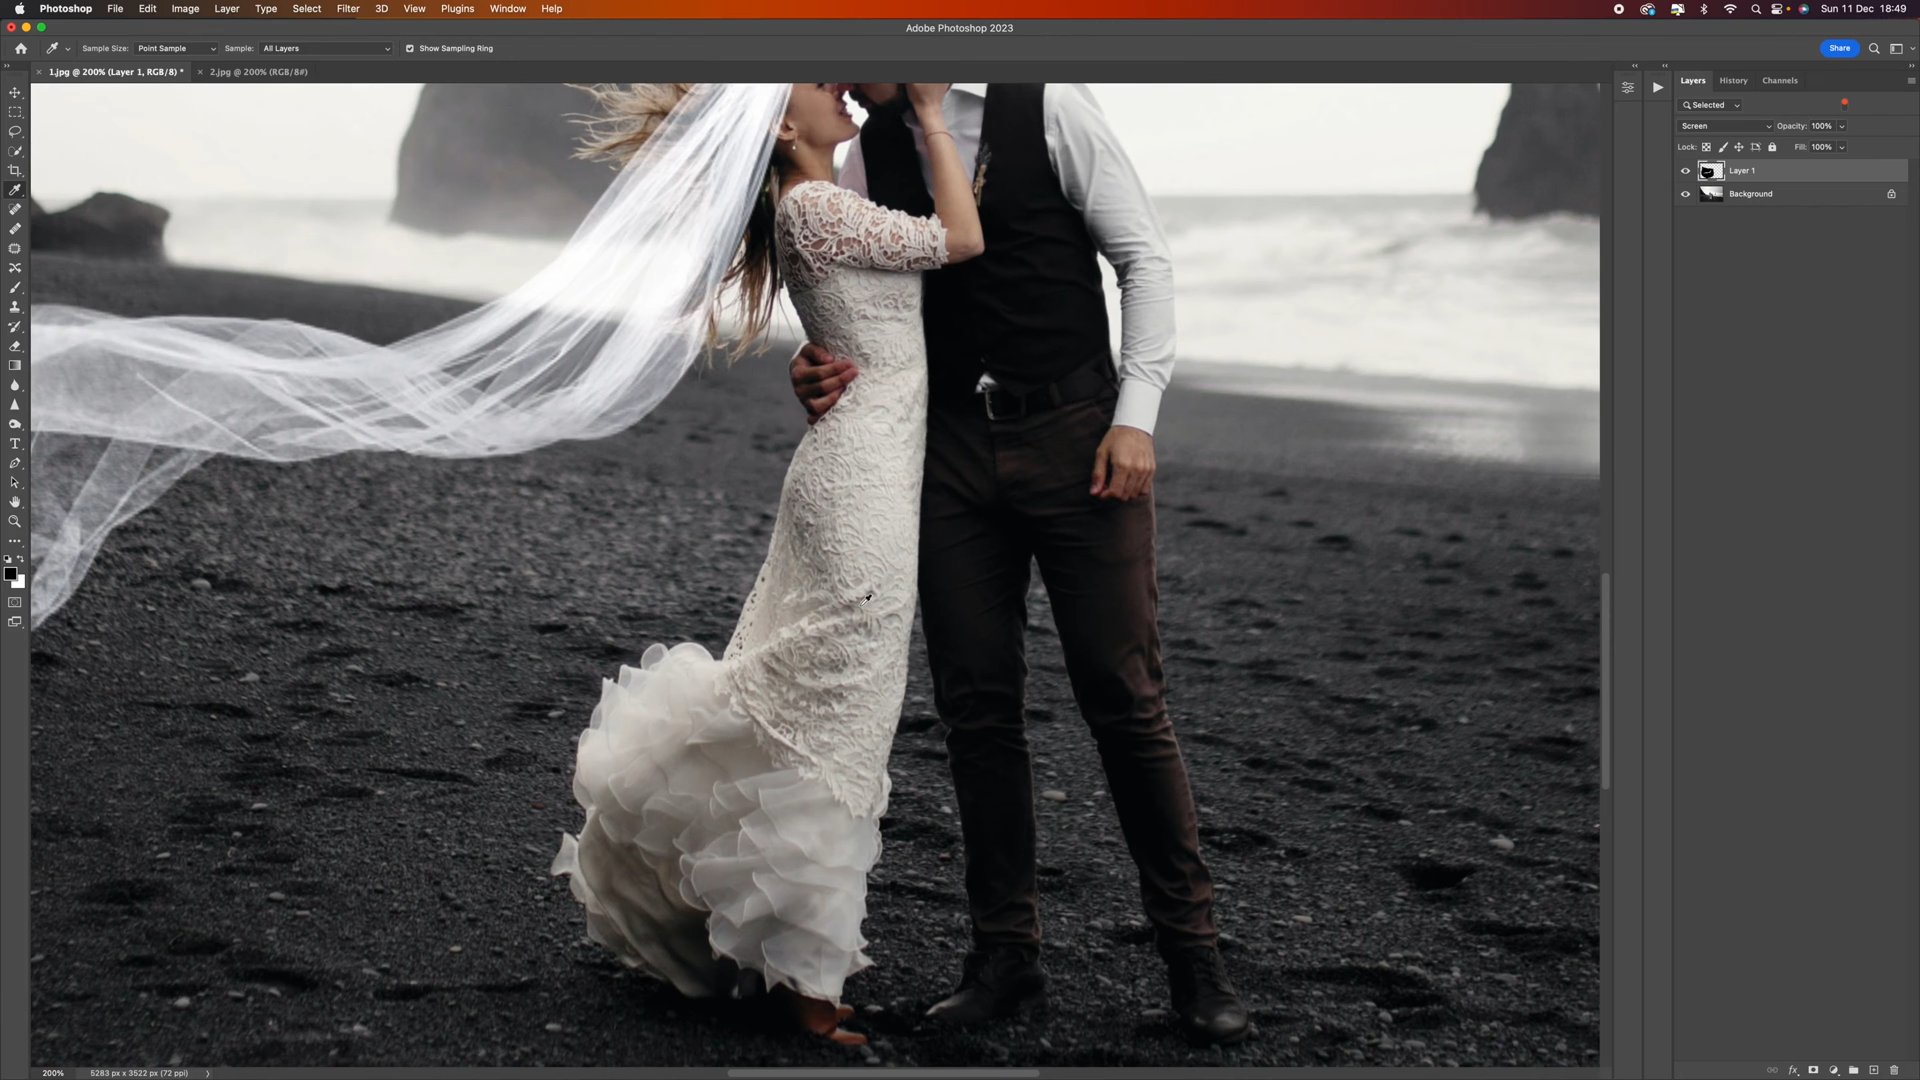 Photoshop File Edit Image Layer Type Select Filter 3D View Plugins Window Help Sun 11 Dec 18:49
Adobe Photoshop 2023
Sample Size: Point Sample Sample: All Layers Show Sampling Ring Share
1.jpg @ 200% (Layer 1, RGB/8) * 2.jpg @ 200% (RGB/8#)
Layers History Channels
Selected
Screen Opacity: 100%
Lock: Fill: 100%
Layer 1
Background
200% 5283 px x 3522 px (72 ppi)